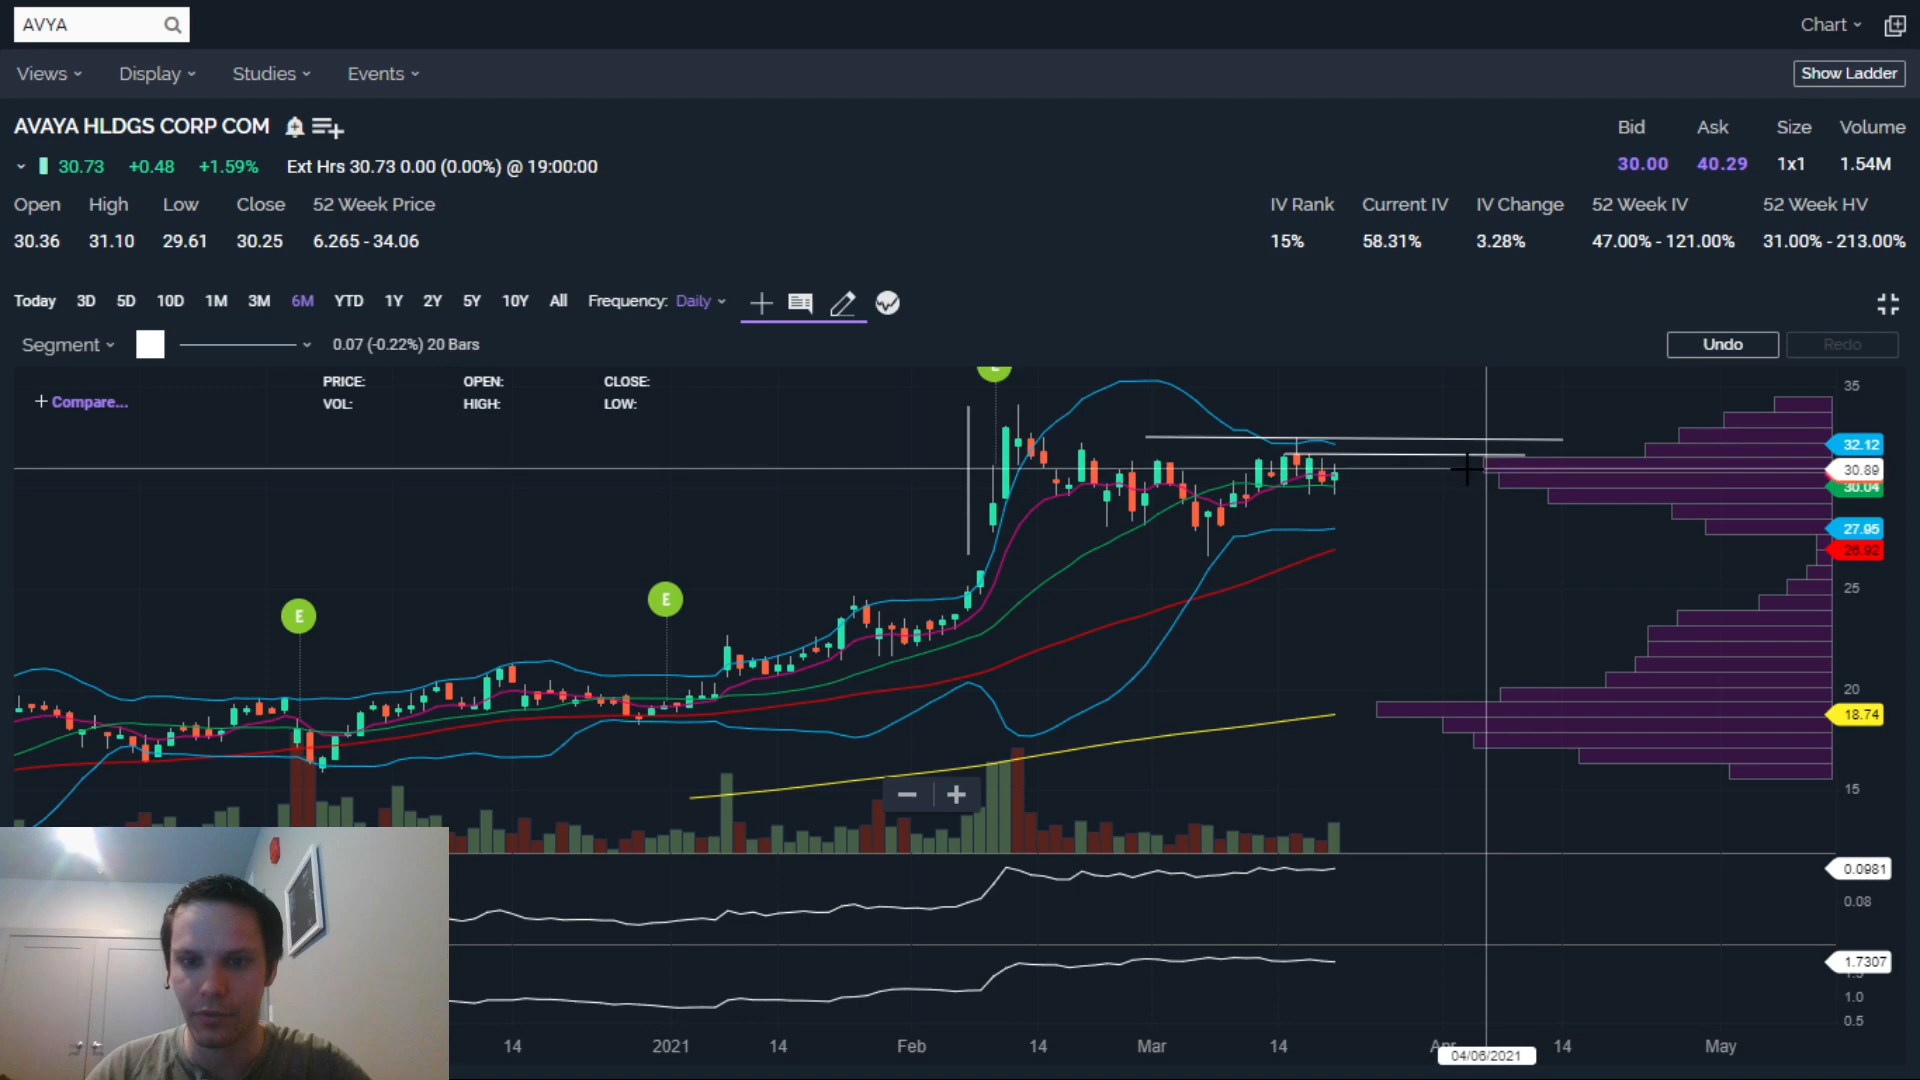 AVYA
Chart
Views Display Studies Events
Show Ladder
AVAYA HLDGS CORP COM
Bid Ask Size Volume
30.73 +0.48 +1.59% Ext Hrs 30.73 0.00 (0.00%) @ 19:00:00
30.00 40.29 1x1 1.54M
Open High Low Close 52 Week Price
IV Rank Current IV IV Change 52 Week IV 52 Week HV
30.36 31.10 29.61 30.25 6.265 - 34.06
15% 58.31% 3.28% 47.00% - 121.00% 31.00% - 213.00%
Today 3D 5D 10D 1M 3M 6M YTD 1Y 2Y 5Y 10Y All Frequency: Daily
Segment 0.07 (-0.22%) 20 Bars
Undo Redo
PRICE: OPEN: CLOSE:
+ Compare...
VOL: HIGH: LOW:
35
32.12
30.89
30.04
27.95
26.92
25
E
E
20
18.74
15
0.0981
0.08
1.7307
1.0
0.5
14 2021 14 Feb 14 Mar 14 14 May
04/06/2021